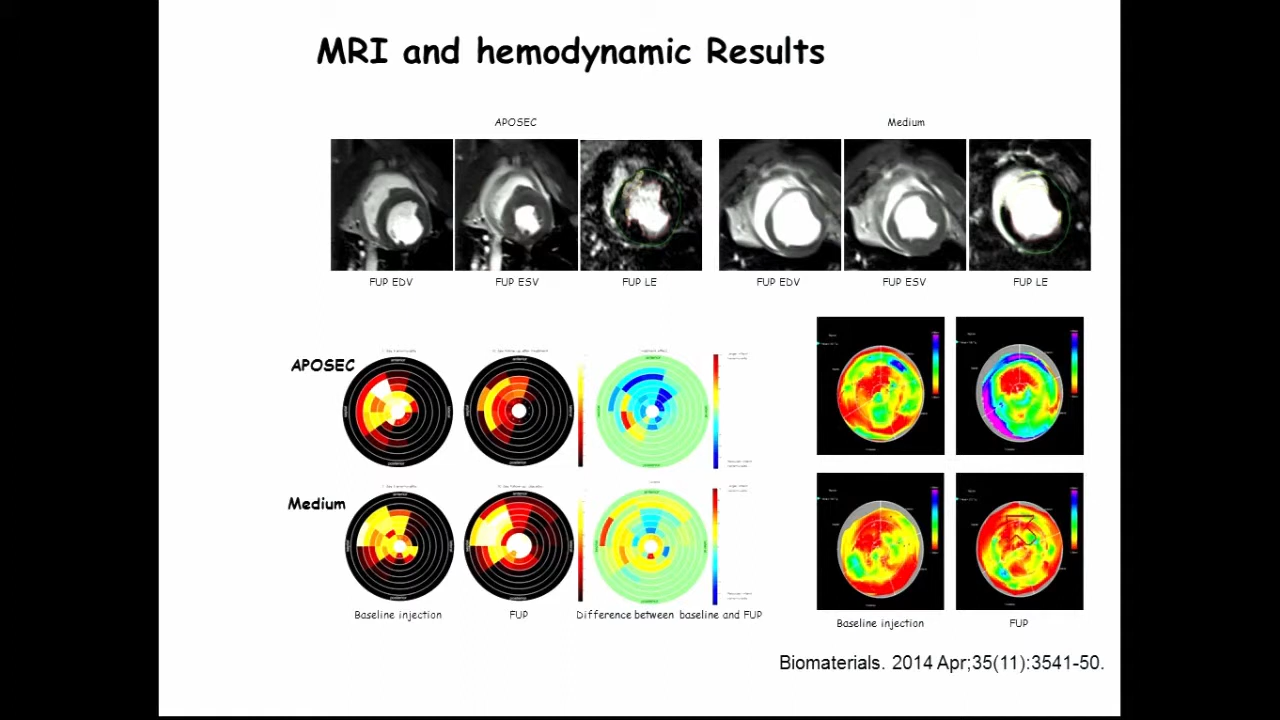 MRI and hemodynamic Results
APOSEC
Medium
FUP EDV
FUP ESV
FUP LE
FUP EDV
FUP ESV
FUP LE
APOSEC
Medium
Baseline injection
FUP
Difference between baseline and FUP
Baseline injection
FUP
Biomaterials. 2014 Apr;35(11):3541-50.